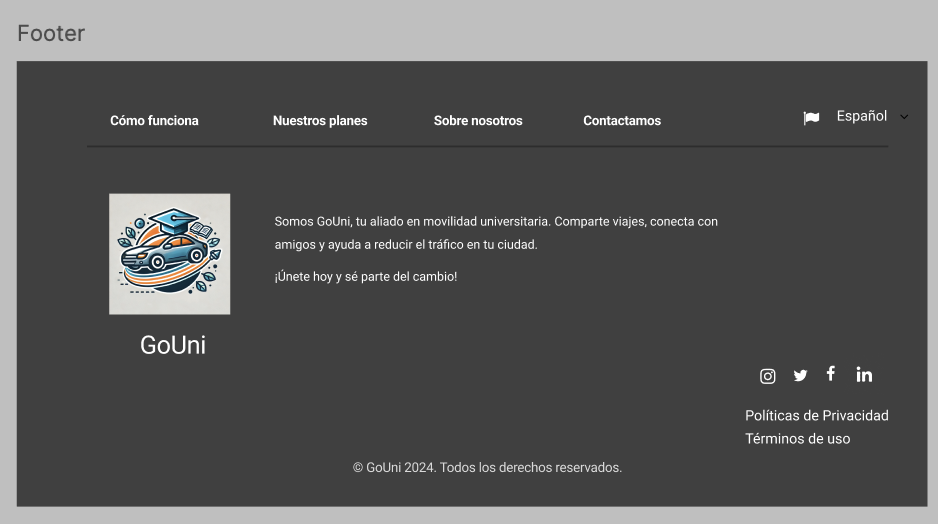 Footer
Cómo funciona
Nuestros planes
Sobre nosotros
Contactamos
Español
Somos GoUni, tu aliado en movilidad universitaria. Comparte viajes, conecta con
amigos y ayuda a reducir el tráfico en tu ciudad.
¡Únete hoy y sé parte del cambio!
GoUni
Políticas de Privacidad
Términos de uso
© GoUni 2024. Todos los derechos reservados.